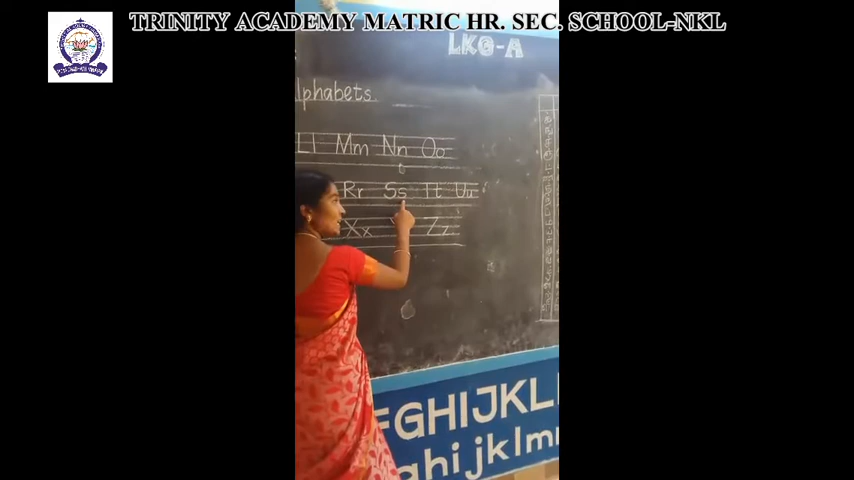 TRINITY ACADEMY MATRIC HR. SEC. SCHOOL-NKL
LKG-A
lphabets.
Ll Mm Nn Oo
Rr Ss Tt Uu
Xx Zz
FGHIJKL
ghijklm